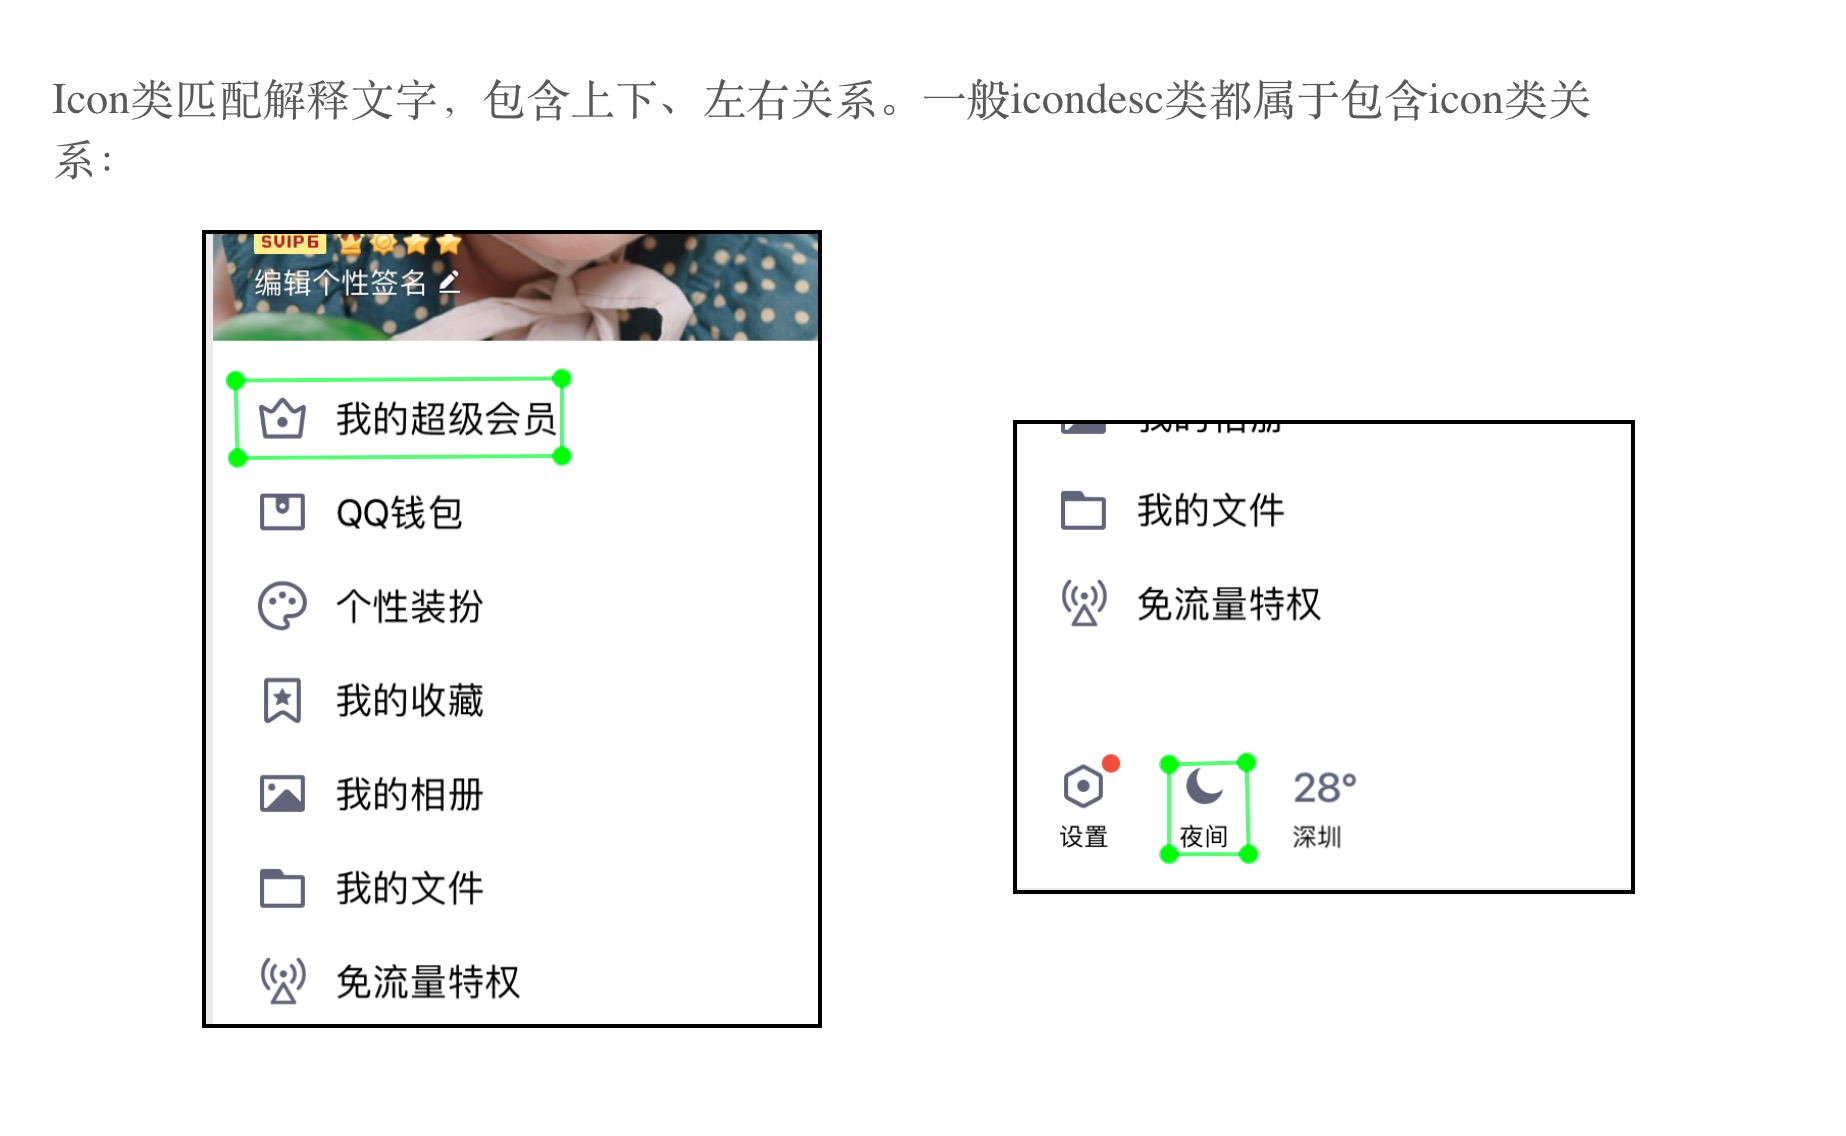 Icon类匹配解释文字，包含上下、左右关系。一般icondesc类都属于包含icon类关
系：
SVIP6
编辑个性签名
我的超级会员
QQ钱包
个性装扮
我的收藏
我的相册
我的文件
免流量特权
我的相册
我的文件
免流量特权
28°
设置
夜间
深圳